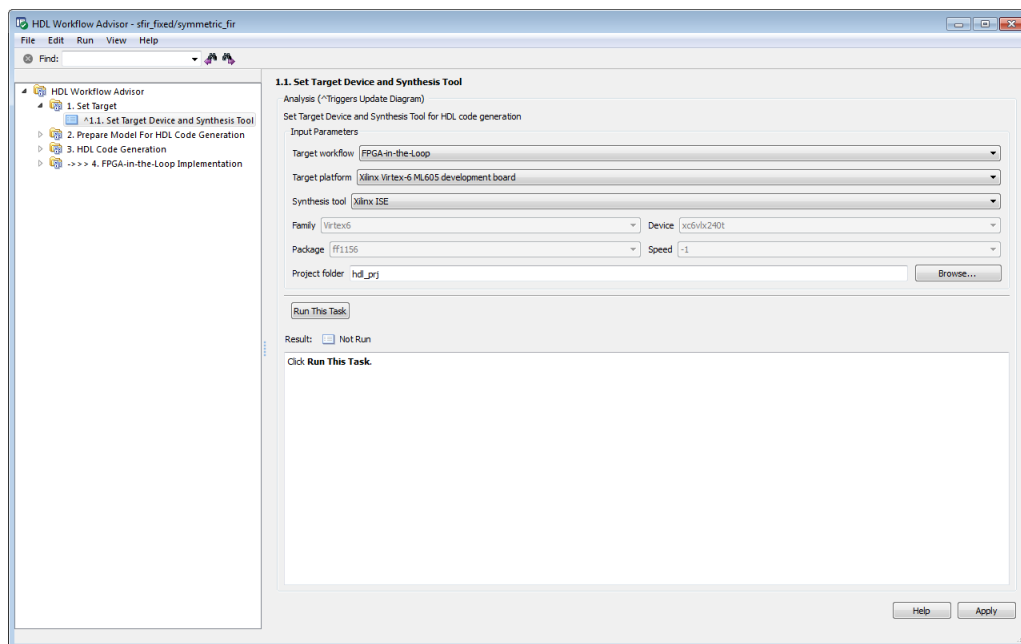 HDL Workflow Advisor - sfir_fixed/symmetric_fir
File Edit Run View Help
Find:
HDL Workflow Advisor
1. Set Target
^1.1. Set Target Device and Synthesis Tool
2. Prepare Model For HDL Code Generation
3. HDL Code Generation
->>> 4. FPGA-in-the-Loop Implementation
1.1. Set Target Device and Synthesis Tool
Analysis (^Triggers Update Diagram)
Set Target Device and Synthesis Tool for HDL code generation
Input Parameters
Target workflow FPGA-in-the-Loop
Target platform Xilinx Virtex-6 ML605 development board
Synthesis tool Xilinx ISE
Family Virtex6 Device xc6vlx240t
Package ff1156 Speed -1
Project folder hdl_prj Browse...
Run This Task
Result: Not Run
Click Run This Task.
Help Apply